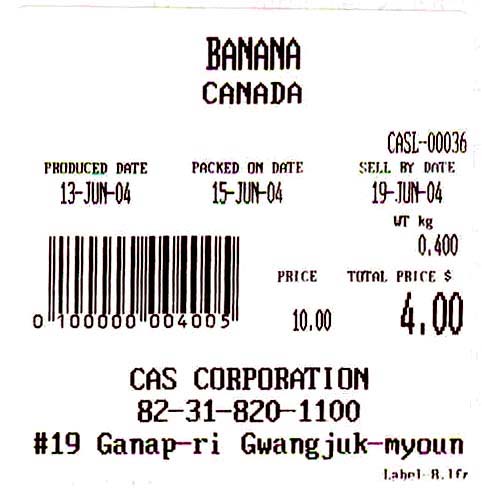 BANANA
CANADA
CASL-00036
PRODUCED DATE PACKED ON DATE SELL BY DATE
13-JUN-04 15-JUN-04 19-JUN-04
WT kg
0.400
PRICE TOTAL PRICE $
10.00 4.00
0 100000 004005
CAS CORPORATION
82-31-820-1100
#19 Ganap-ri Gwangjuk-myoun
Label-8.lfr